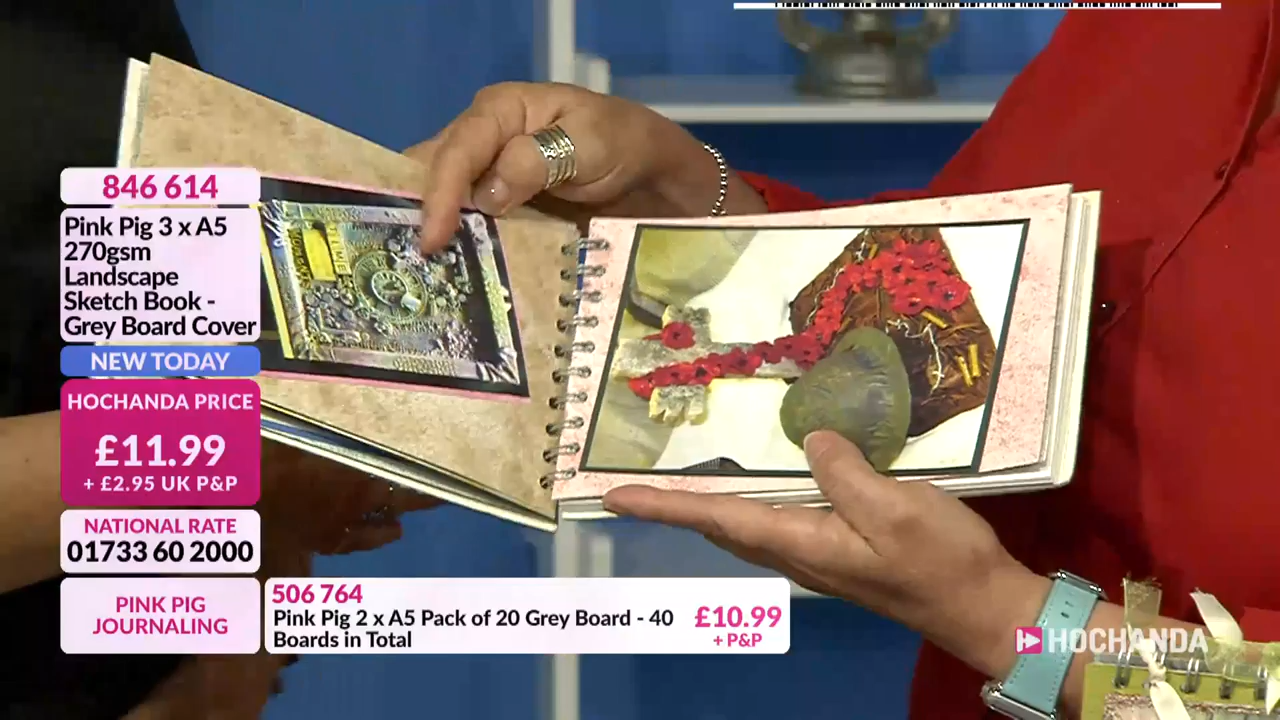 846 614
Pink Pig 3 x A5
270gsm
Landscape
Sketch Book -
Grey Board Cover
NEW TODAY
HOCHANDA PRICE
£11.99
+ £2.95 UK P&P
NATIONAL RATE
01733 60 2000
PINK PIG
JOURNALING
506 764
Pink Pig 2 x A5 Pack of 20 Grey Board - 40
Boards in Total
£10.99
+ P&P
TIME
HOCHANDA